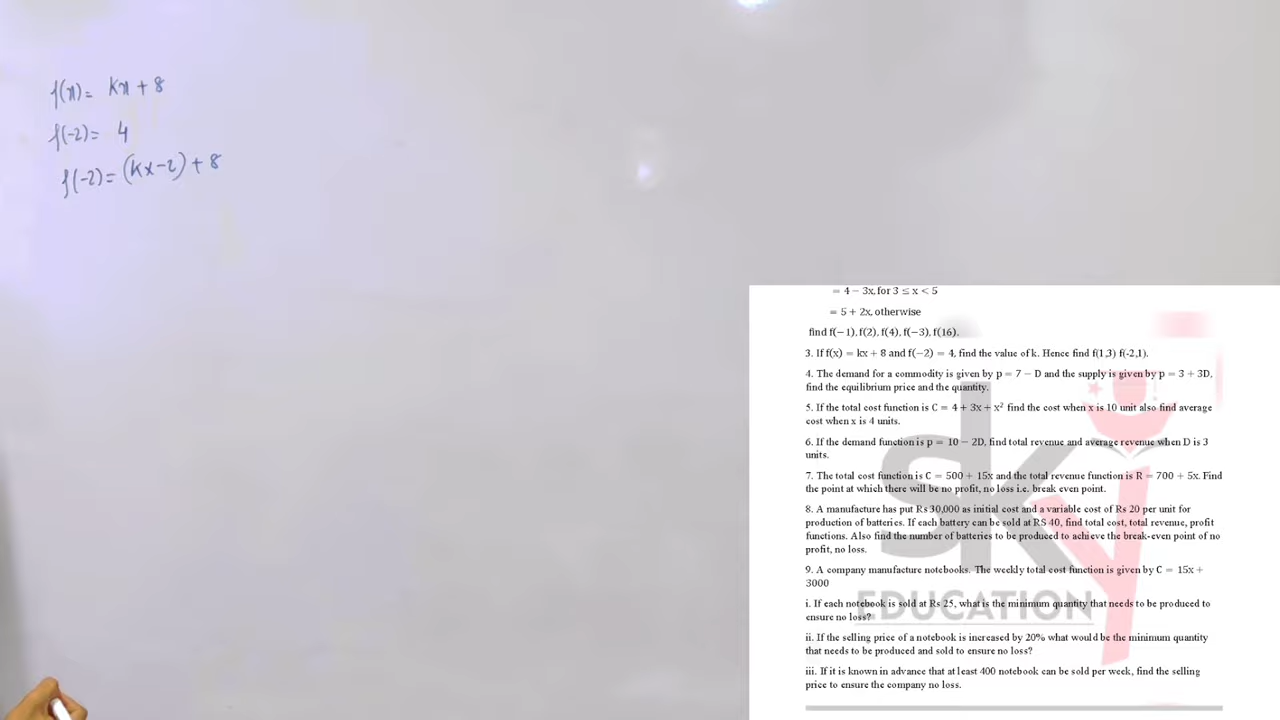 f(x) = kx + 8
f(-2) = 4
f(-2) = (k×-2) + 8
= 4 − 3x, for 3 ≤ x < 5
= 5 + 2x, otherwise
find f(−1), f(2), f(4), f(−3), f(16).
3. If f(x) = kx + 8 and f(−2) = 4, find the value of k. Hence find f(1,3) f(-2,1).
4. The demand for a commodity is given by p = 7 − D and the supply is given by p = 3 + 3D,
find the equilibrium price and the quantity.
5. If the total cost function is C = 4 + 3x + x² find the cost when x is 10 unit also find average
cost when x is 4 units.
6. If the demand function is p = 10 − 2D, find total revenue and average revenue when D is 3
units.
7. The total cost function is C = 500 + 15x and the total revenue function is R = 700 + 5x. Find
the point at which there will be no profit, no loss i.e. break even point.
8. A manufacture has put Rs 30,000 as initial cost and a variable cost of Rs 20 per unit for
production of batteries. If each battery can be sold at RS 40, find total cost, total revenue, profit
functions. Also find the number of batteries to be produced to achieve the break-even point of no
profit, no loss.
9. A company manufacture notebooks. The weekly total cost function is given by C = 15x +
3000
i. If each notebook is sold at Rs 25, what is the minimum quantity that needs to be produced to
ensure no loss?
ii. If the selling price of a notebook is increased by 20% what would be the minimum quantity
that needs to be produced and sold to ensure no loss?
iii. If it is known in advance that at least 400 notebook can be sold per week, find the selling
price to ensure the company no loss.
sky
EDUCATION